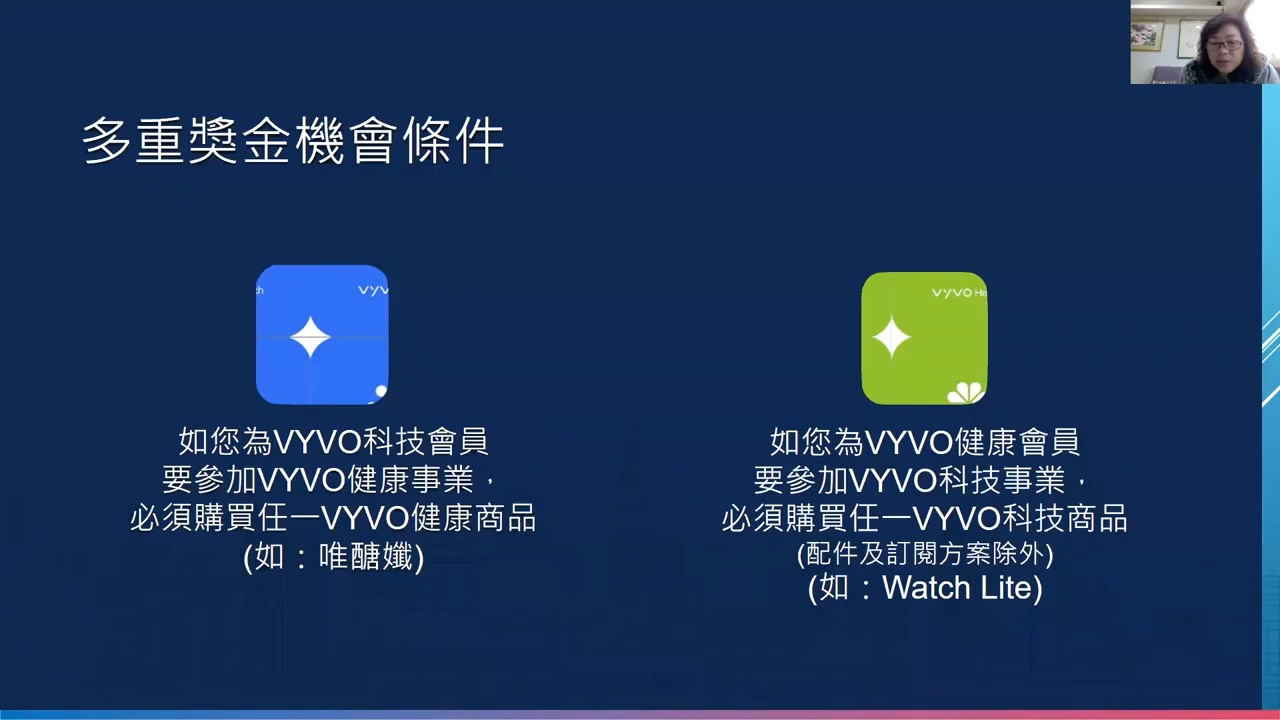 多重獎金機會條件
ch
VYV
VYVO He
如您為VYVO科技會員
要參加VYVO健康事業，
必須購買任一VYVO健康商品
(如：唯醣孅)
如您為VYVO健康會員
要參加VYVO科技事業，
必須購買任一VYVO科技商品
(配件及訂閱方案除外)
(如：Watch Lite)